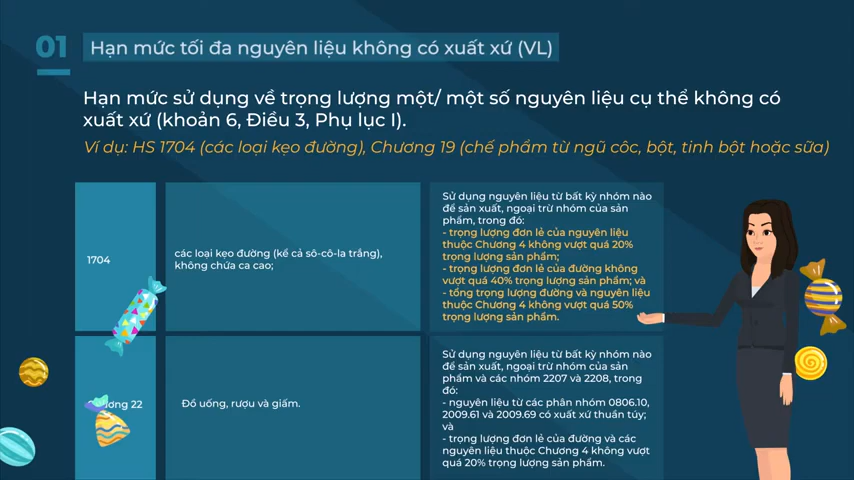 01
Hạn mức tối đa nguyên liệu không có xuất xứ (VL)
Hạn mức sử dụng về trọng lượng một/ một số nguyên liệu cụ thể không có
xuất xứ (khoản 6, Điều 3, Phụ lục I).
Ví dụ: HS 1704 (các loại kẹo đường), Chương 19 (chế phẩm từ ngũ cốc, bột, tinh bột hoặc sữa)
1704
các loại kẹo đường (kể cả sô-cô-la trắng),
không chứa ca cao;
Sử dụng nguyên liệu từ bất kỳ nhóm nào
để sản xuất, ngoại trừ nhóm của sản
phẩm, trong đó:
- trọng lượng đơn lẻ của nguyên liệu
thuộc Chương 4 không vượt quá 20%
trọng lượng sản phẩm;
- trọng lượng đơn lẻ của đường không
vượt quá 40% trọng lượng sản phẩm; và
- tổng trọng lượng đường và nguyên liệu
thuộc Chương 4 không vượt quá 50%
trọng lượng sản phẩm.
ơng 22
Đồ uống, rượu và giấm.
Sử dụng nguyên liệu từ bất kỳ nhóm nào
để sản xuất, ngoại trừ nhóm của sản
phẩm và các nhóm 2207 và 2208, trong
đó:
- nguyên liệu từ các phân nhóm 0806.10,
2009.61 và 2009.69 có xuất xứ thuần túy;
và
- trọng lượng đơn lẻ của đường và các
nguyên liệu thuộc Chương 4 không vượt
quá 20% trọng lượng sản phẩm.